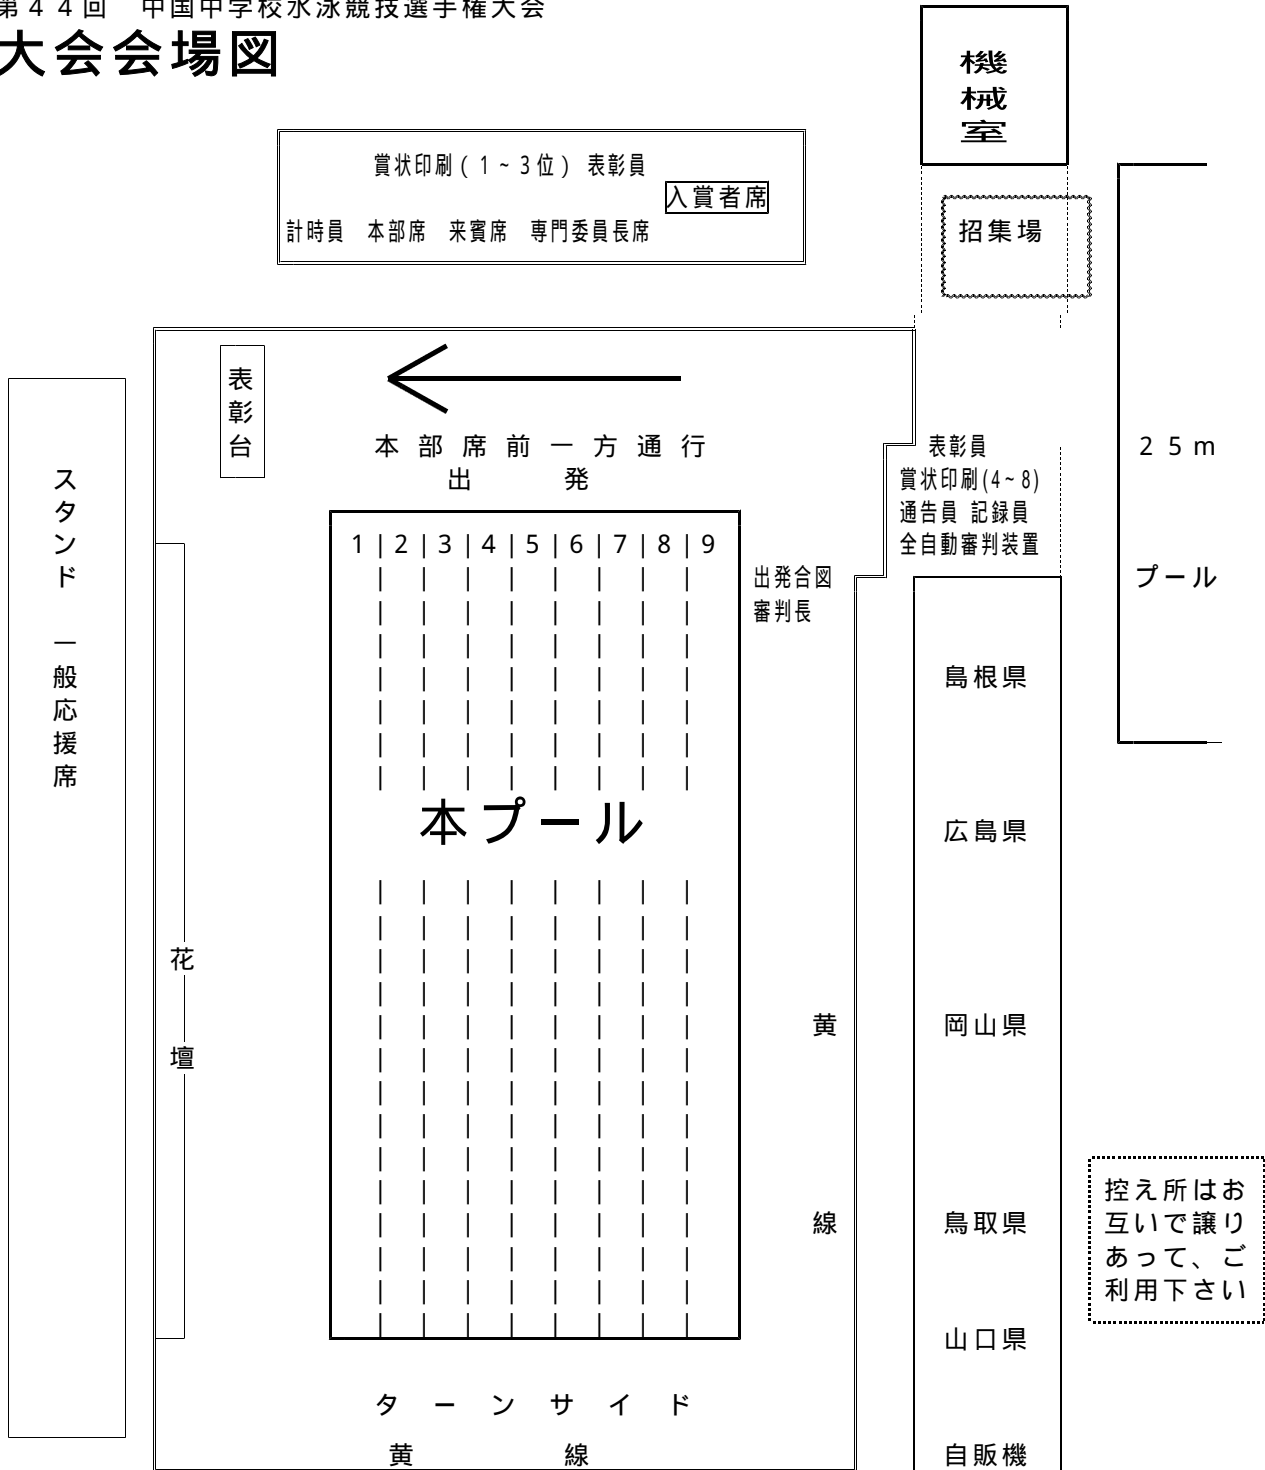 第４４回　中国中学校水泳競技選手権大会
大会会場図
機械室
賞状印刷(１~３位) 表彰員
入賞者席
計時員　本部席　来賓席　専門委員長席
招集場
表彰台
本部席前一方通行
出　発
表彰員
賞状印刷(4~8)
通告員 記録員
全自動審判装置
２５ｍ
プール
スタンド　一般応援席
1|2|3|4|5|6|7|8|9
出発合図
審判長
島根県
本プール
広島県
花壇
黄線
岡山県
鳥取県
控え所はお
互いで譲り
あって、ご
利用下さい
山口県
ターンサイド
黄　線
自販機